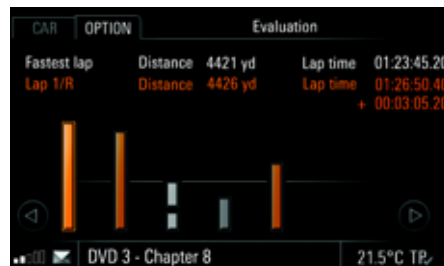 CAR OPTION Evaluation
Fastest lap Distance 4421 yd Lap time 01:23:45.20
Lap 1/R Distance 4426 yd Lap time 01:26:50.40
+ 00:03:05.20
DVD 3 - Chapter 8 21.5°C TP